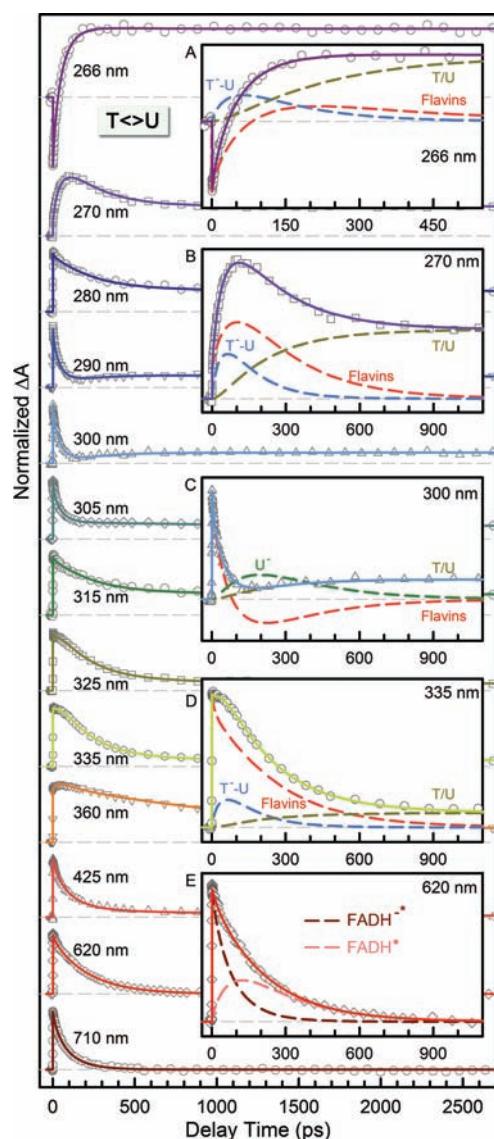 Normalized ΔA
T<>U
266 nm
270 nm
280 nm
290 nm
300 nm
305 nm
315 nm
325 nm
335 nm
360 nm
425 nm
620 nm
710 nm
A
T⁻-U
T/U
Flavins
266 nm
0 150 300 450
B
270 nm
T⁻-U
Flavins
T/U
0 300 600 900
C
300 nm
U⁻
T/U
Flavins
0 300 600 900
D
335 nm
T⁻-U
Flavins
T/U
0 300 600 900
E
620 nm
FADH⁻*
FADH•
0 300 600 900
0 500 1000 1500 2000 2500
Delay Time (ps)